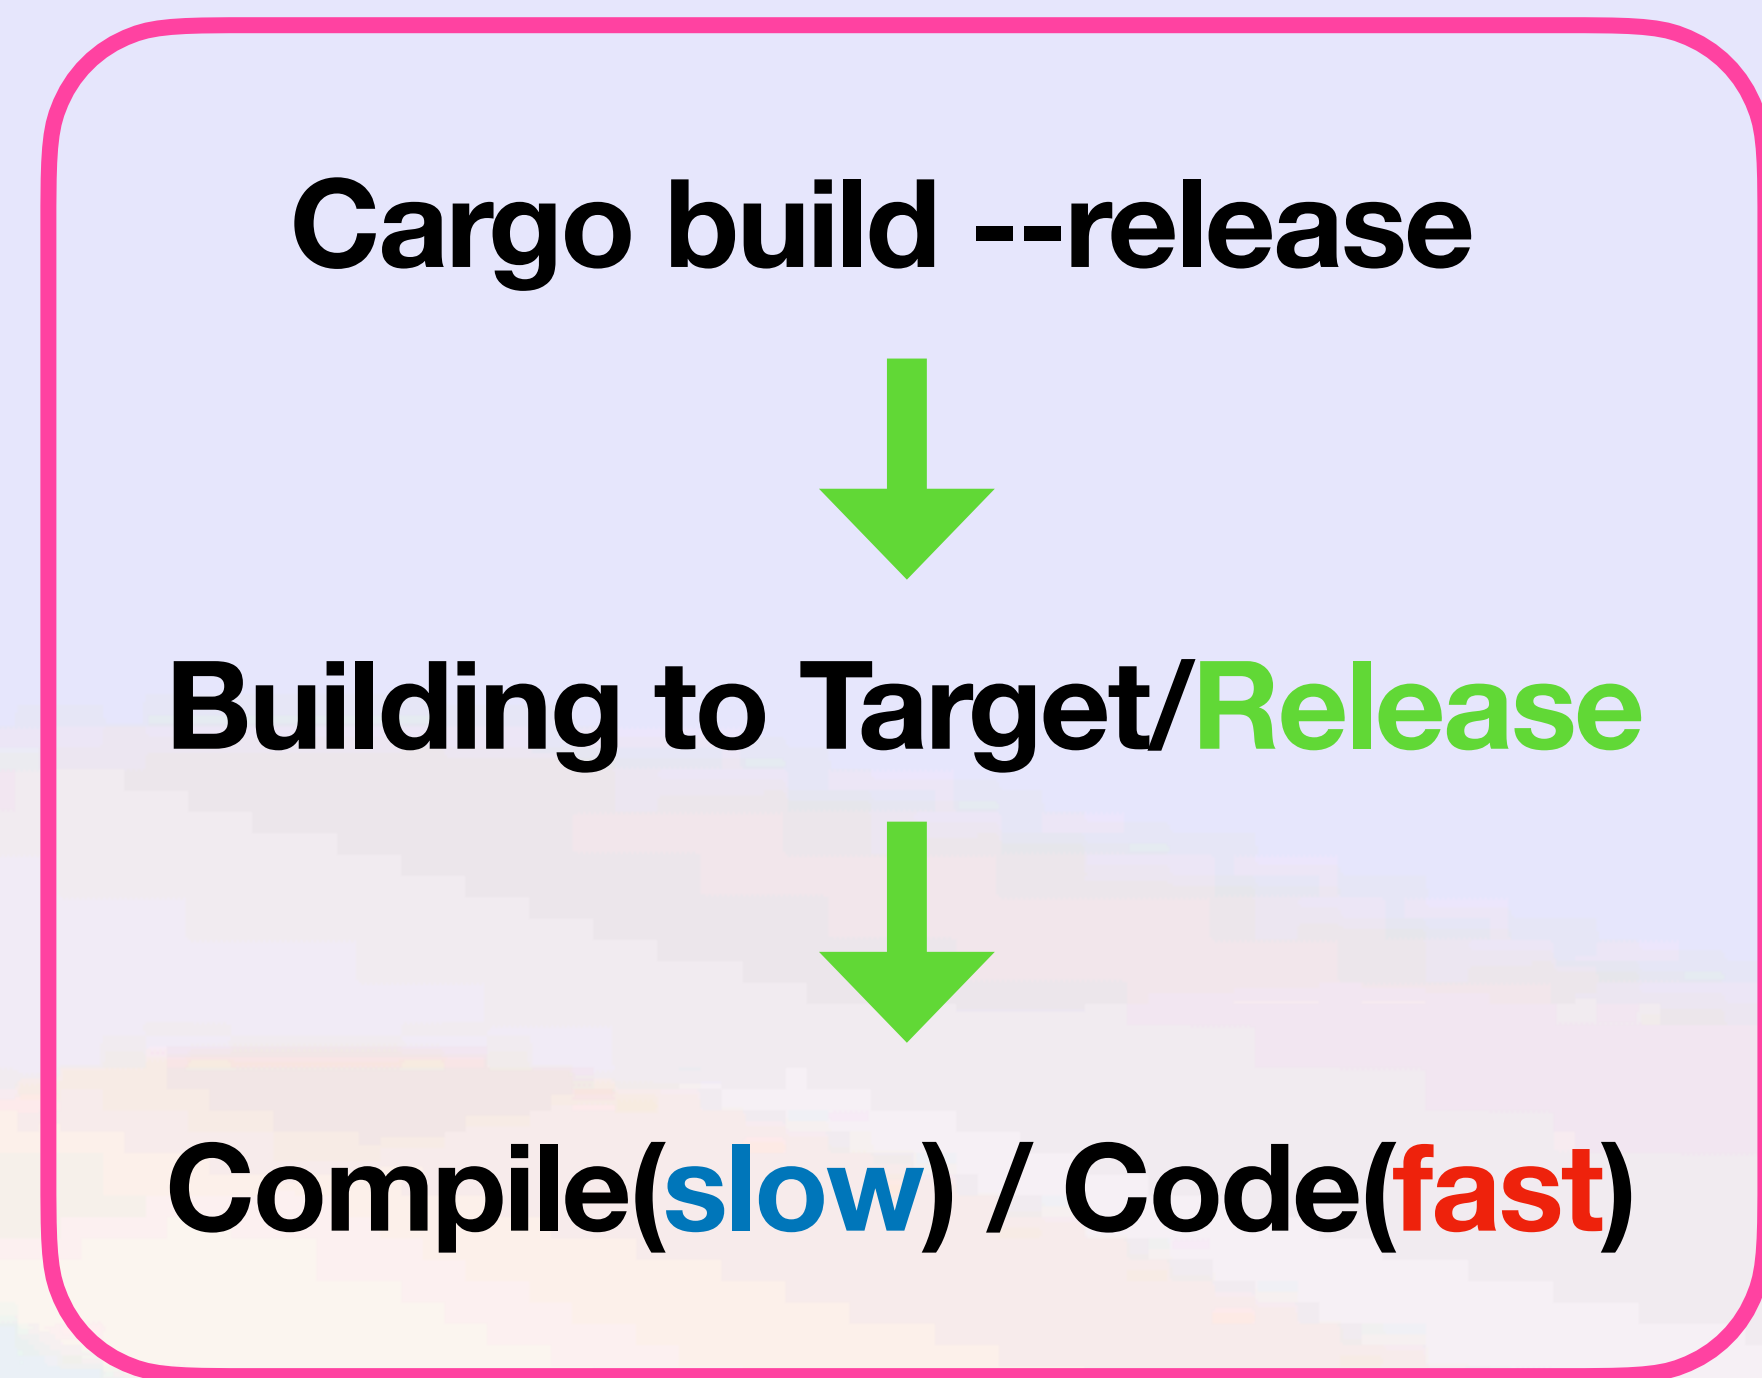 Cargo build --release
Building to Target/Release
Compile(slow) / Code(fast)